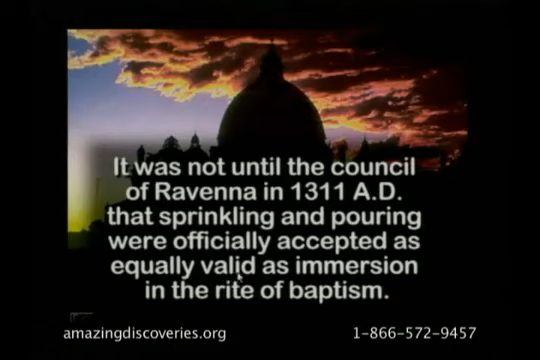 It was not until the council
of Ravenna in 1311 A.D.
that sprinkling and pouring
were officially accepted as
equally valid as immersion
in the rite of baptism.
amazingdiscoveries.org 1-866-572-9457